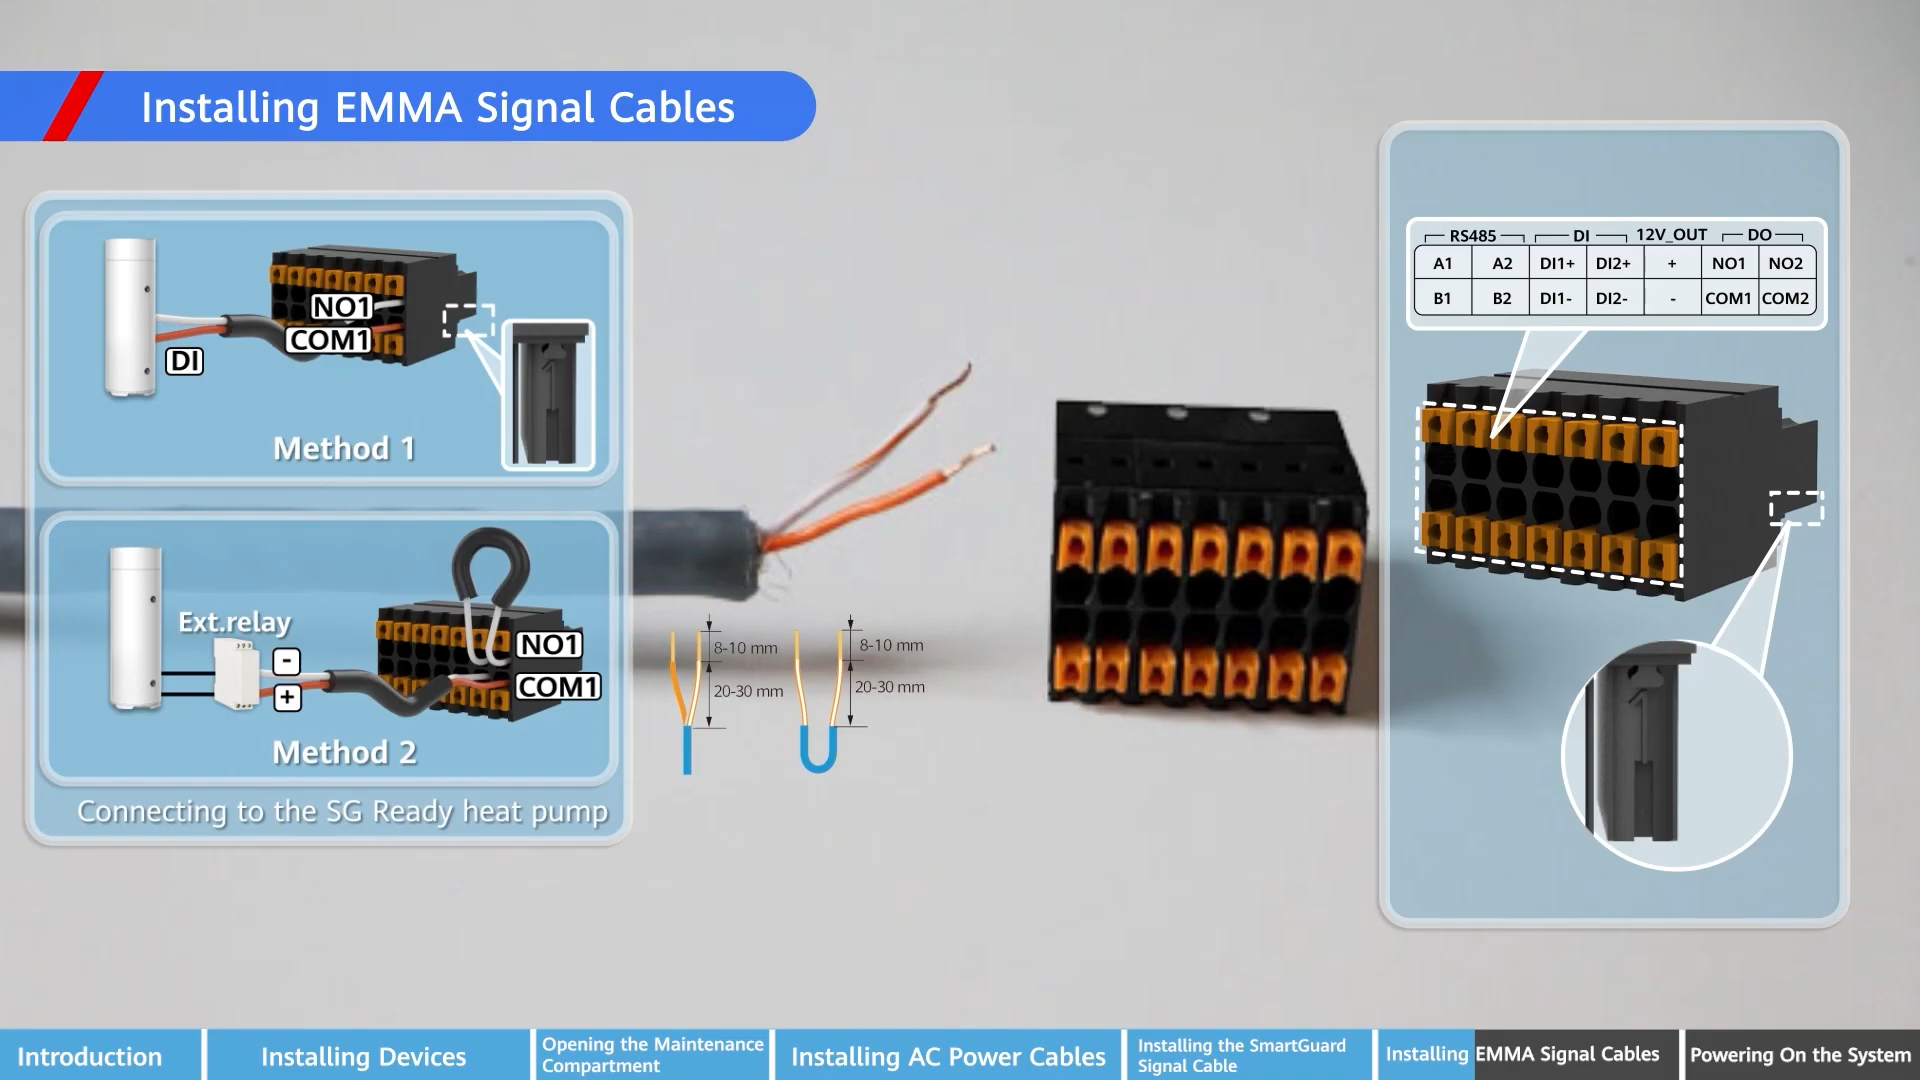 Installing EMMA Signal Cables
NO1
COM1
DI
Method 1
Ext.relay
-
+
NO1
COM1
Method 2
Connecting to the SG Ready heat pump
8-10 mm
20-30 mm
8-10 mm
20-30 mm
RS485 DI 12V_OUT DO
A1 A2 DI1+ DI2+ + NO1 NO2
B1 B2 DI1- DI2- - COM1 COM2
Introduction
Installing Devices
Opening the Maintenance
Compartment
Installing AC Power Cables
Installing the SmartGuard
Signal Cable
Installing EMMA Signal Cables
Powering On the System